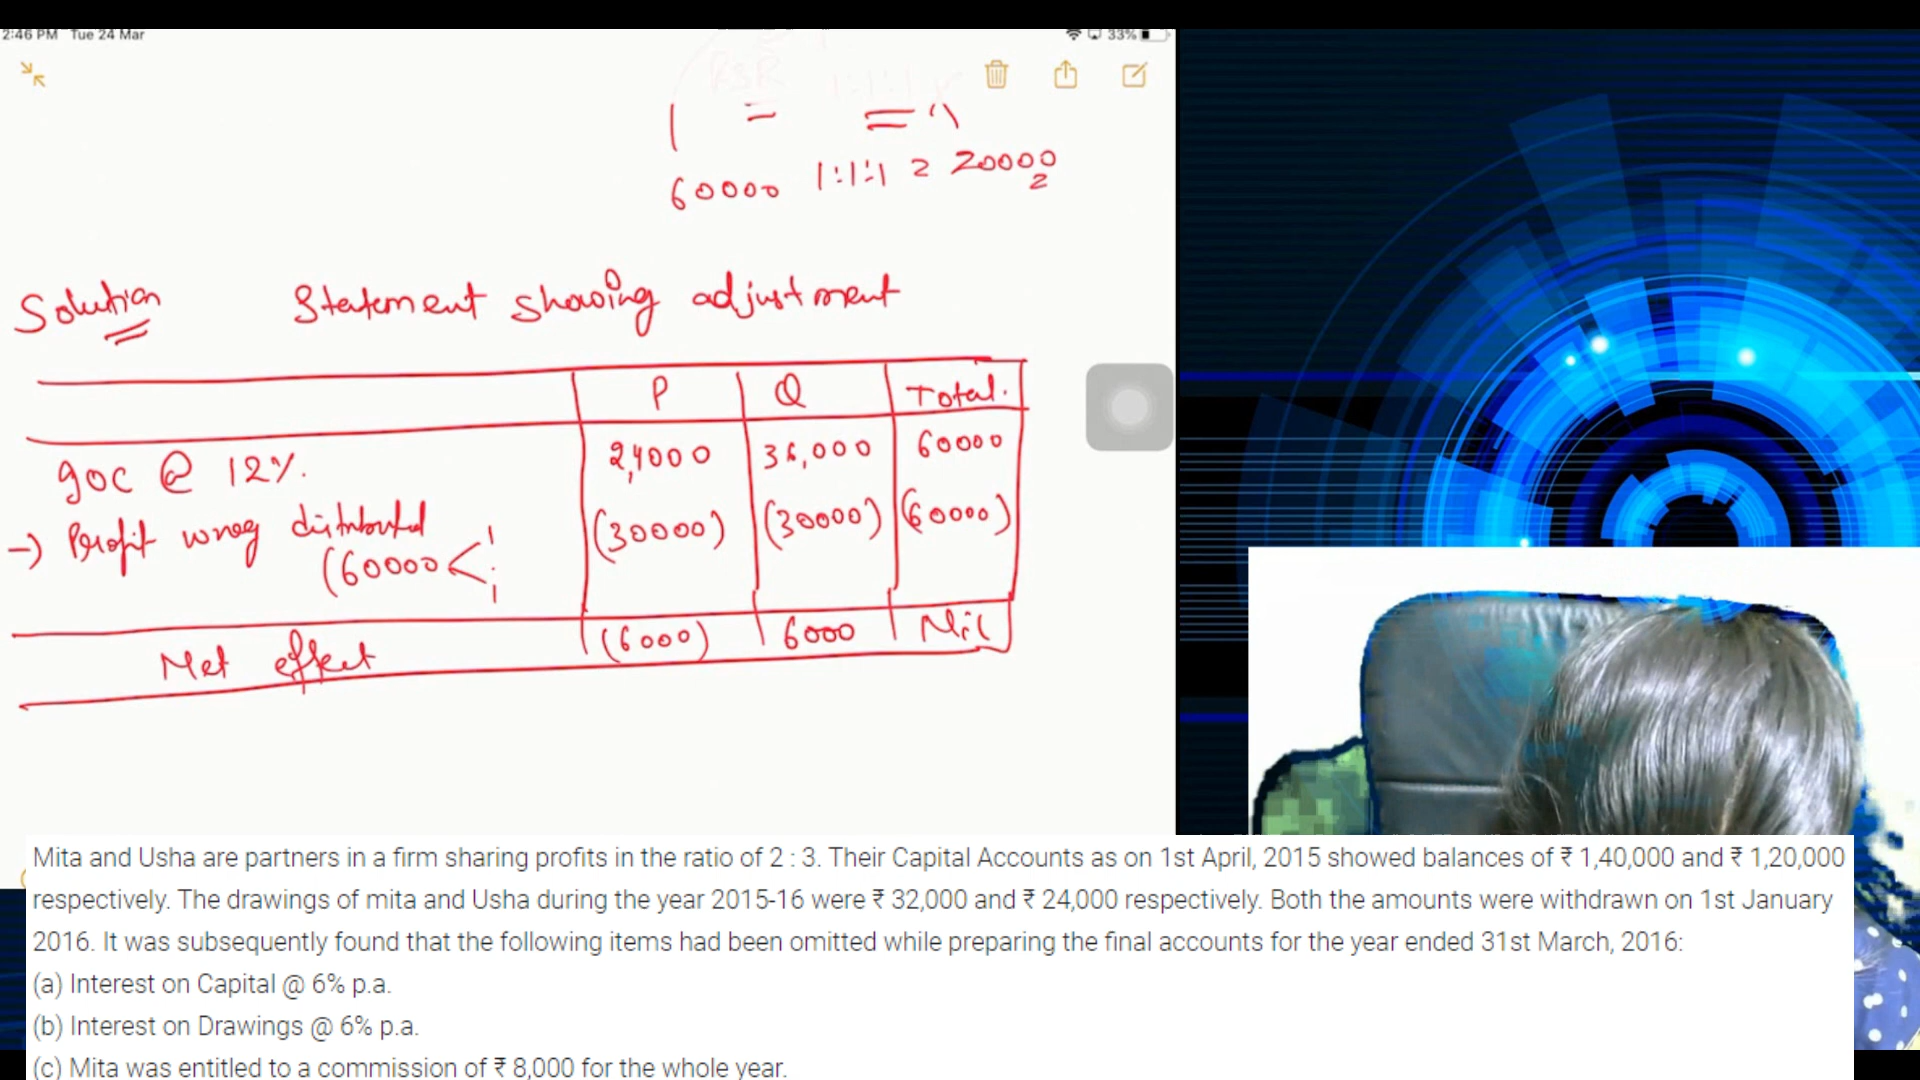 2:46 PM Tue 24 Mar 33%
60000 1:1:1 = 20000
Solution Statement showing adjustment
P Q Total.
IOC @ 12%. 24000 36,000 60000
→ Profit wrong distributed (30000) (30000) (60000)
(60000 < 1 : 1
Net effect (6000) 6000 Nil
Mita and Usha are partners in a firm sharing profits in the ratio of 2 : 3. Their Capital Accounts as on 1st April, 2015 showed balances of ₹ 1,40,000 and ₹ 1,20,000
respectively. The drawings of mita and Usha during the year 2015-16 were ₹ 32,000 and ₹ 24,000 respectively. Both the amounts were withdrawn on 1st January
2016. It was subsequently found that the following items had been omitted while preparing the final accounts for the year ended 31st March, 2016:
(a) Interest on Capital @ 6% p.a.
(b) Interest on Drawings @ 6% p.a.
(c) Mita was entitled to a commission of ₹ 8,000 for the whole year.